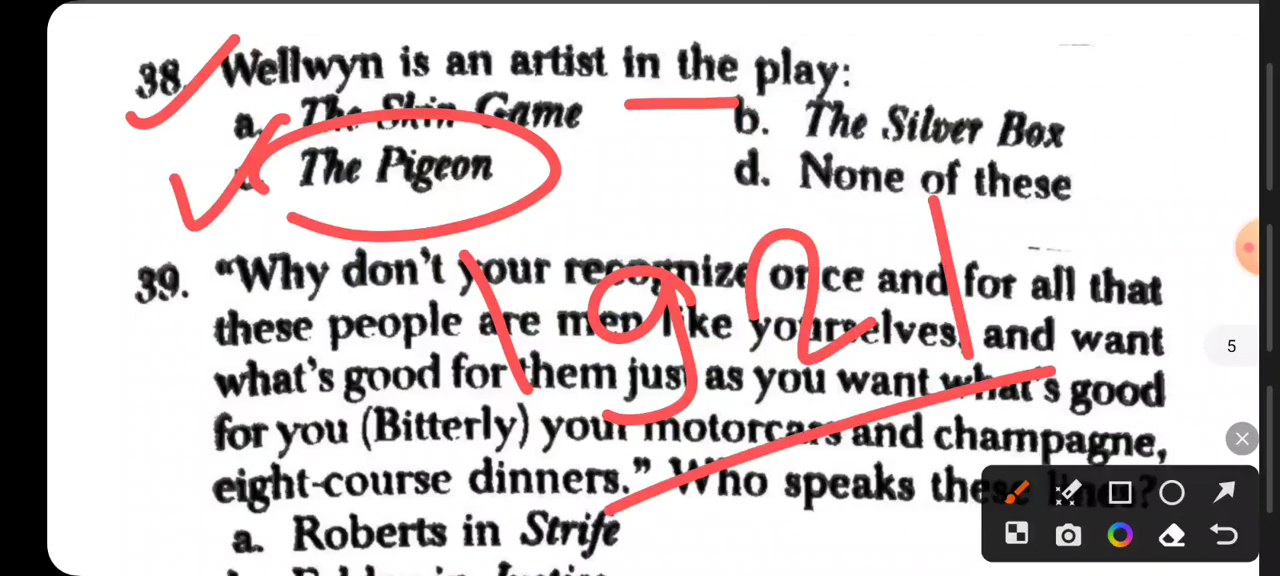 38. Wellwyn is an artist in the play:
a. The Skin Game
b. The Silver Box
The Pigeon
d. None of these
39. "Why don't your recognize once and for all that
these people are men like yourselves, and want
what's good for them just as you want what's good
for you (Bitterly) your motorcars and champagne,
eight-course dinners." Who speaks these lines?
a. Roberts in Strife
1921
5